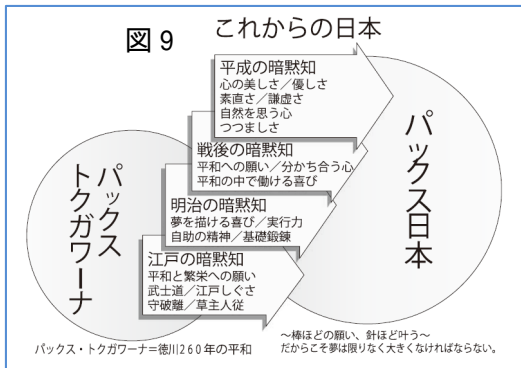 図9
これからの日本
平成の暗黙知
心の美しさ／優しさ
素直さ／謙虚さ
自然を思う心
つつましさ
戦後の暗黙知
平和への願い／分かち合う心
平和の中で働ける喜び
明治の暗黙知
夢を描ける喜び／実行力
自助の精神／基礎鍛錬
江戸の暗黙知
平和と繁栄への願い
武士道／江戸しぐさ
守破離／草主人従
パックス
トクガワーナ
パックス日本
パックス・トクガワーナ＝徳川260年の平和
～棒ほどの願い、針ほど叶う～
だからこそ夢は限りなく大きくなければならない。